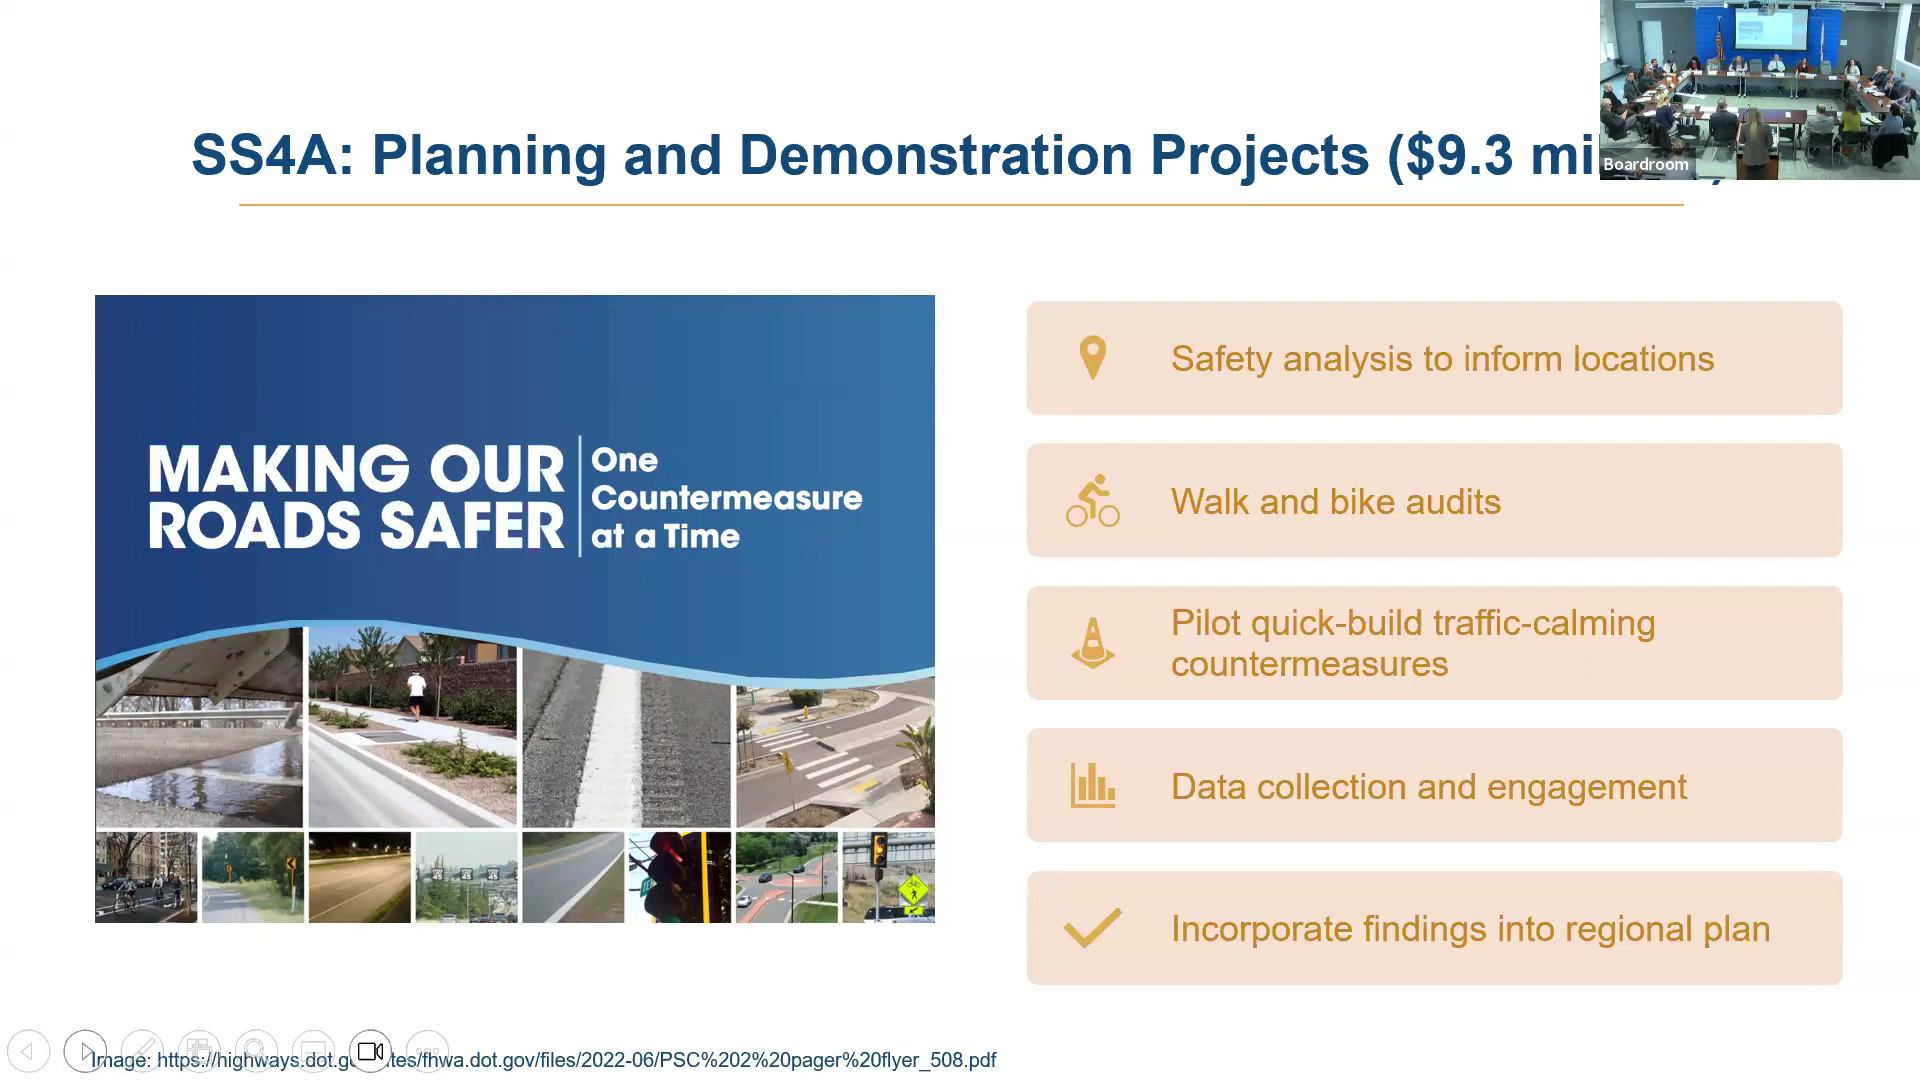 SS4A: Planning and Demonstration Projects ($9.3 mi
Boardroom
MAKING OUR
ROADS SAFER
One
Countermeasure
at a Time
Safety analysis to inform locations
Walk and bike audits
Pilot quick-build traffic-calming
countermeasures
Data collection and engagement
Incorporate findings into regional plan
Image: https://highways.dot.g tes/fhwa.dot.gov/files/2022-06/PSC%202%20pager%20flyer_508.pdf